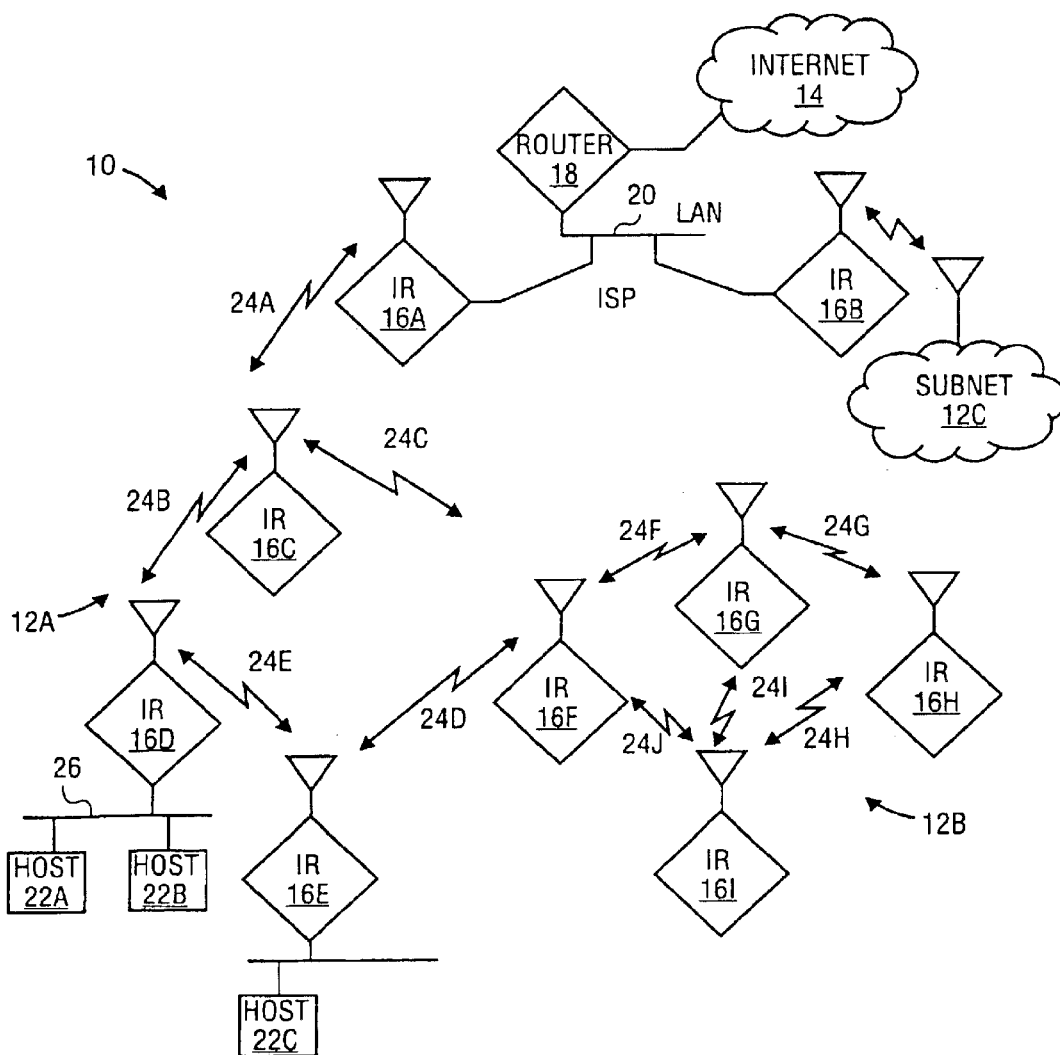 INTERNET
14
ROUTER
18
10
20
LAN
IR
16A
ISP
IR
16B
24A
SUBNET
12C
24C
24B
IR
16C
24F
24G
12A
IR
16G
24E
IR
16D
24D
IR
16F
24I
IR
16H
24J
24H
26
12B
HOST
22A
HOST
22B
IR
16E
IR
16I
HOST
22C